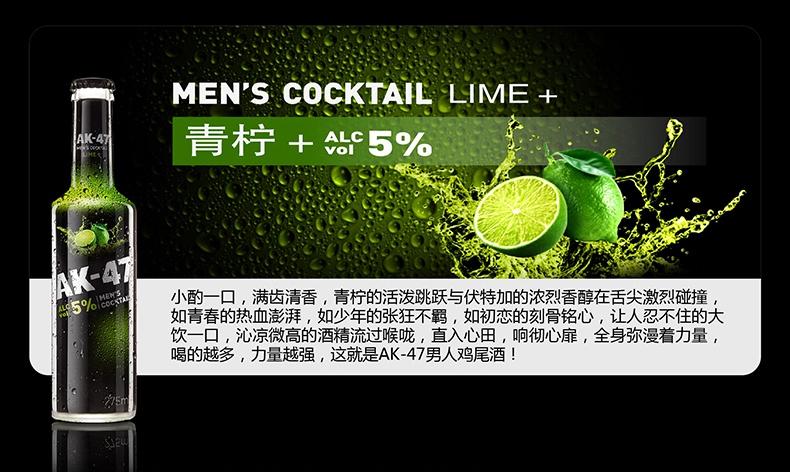 MEN'S COCKTAIL LIME +
青柠 + ALC vol 5%
AK-47
MEN'S COCKTAIL
LIME +
AK-47
ALC vol 5% MEN'S COCKTAIL
小酌一口，满齿清香，青柠的活泼跳跃与伏特加的浓烈香醇在舌尖激烈碰撞，
如青春的热血澎湃，如少年的张狂不羁，如初恋的刻骨铭心，让人忍不住的大
饮一口，沁凉微高的酒精流过喉咙，直入心田，响彻心扉，全身弥漫着力量，
喝的越多，力量越强，这就是AK-47男人鸡尾酒！